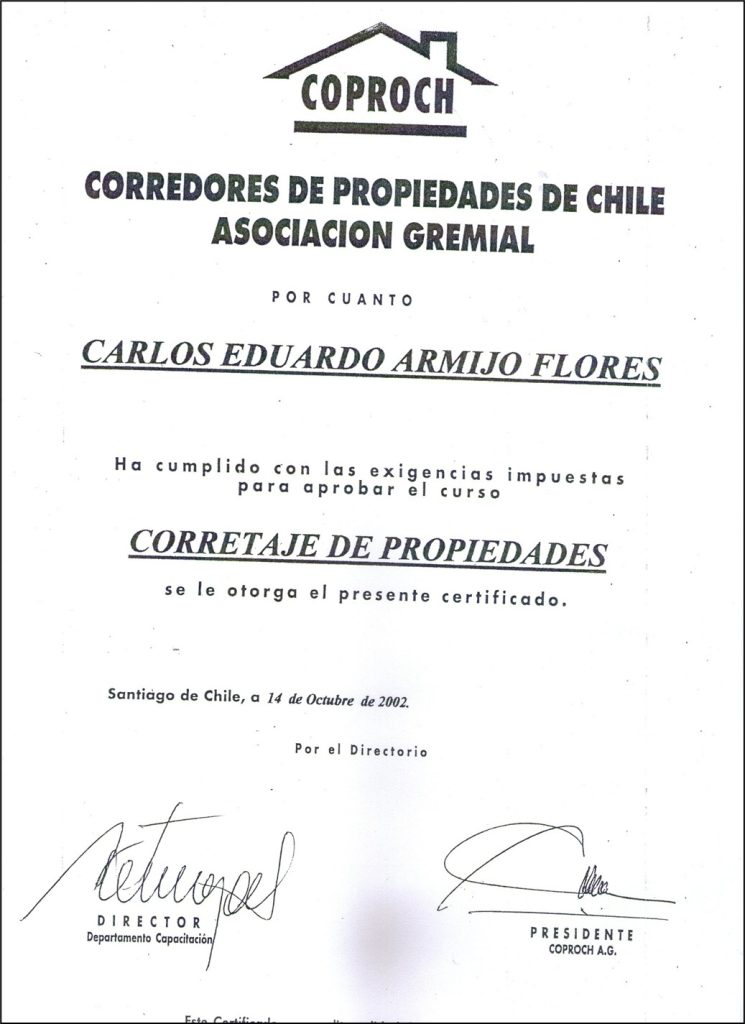 COPROCH
CORREDORES DE PROPIEDADES DE CHILE
ASOCIACION GREMIAL
POR CUANTO
CARLOS EDUARDO ARMIJO FLORES
Ha cumplido con las exigencias impuestas
para aprobar el curso
CORRETAJE DE PROPIEDADES
se le otorga el presente certificado.
Santiago de Chile, a 14 de Octubre de 2002.
Por el Directorio
DIRECTOR
Departamento Capacitación
PRESIDENTE
COPROCH A.G.